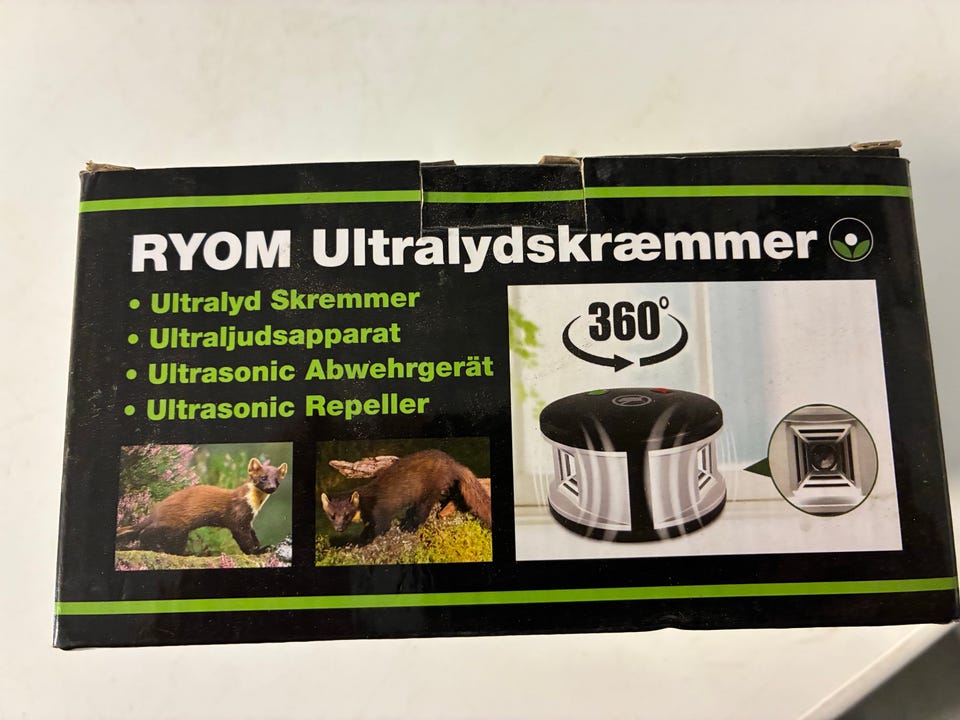 RYOM Ultralydskræmmer
• Ultralyd Skremmer
• Ultraljudsapparat
• Ultrasonic Abwehrgerät
• Ultrasonic Repeller
360°